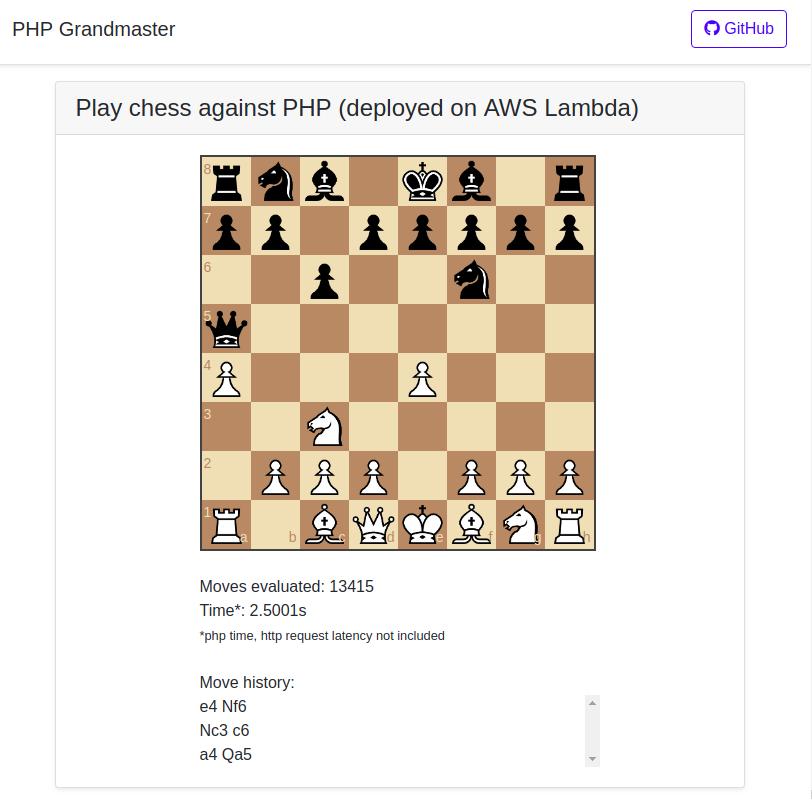 PHP Grandmaster
GitHub
Play chess against PHP (deployed on AWS Lambda)
8
7
6
5
4
3
2
1
a b c d e f g h
Moves evaluated: 13415
Time*: 2.5001s
*php time, http request latency not included
Move history:
e4 Nf6
Nc3 c6
a4 Qa5